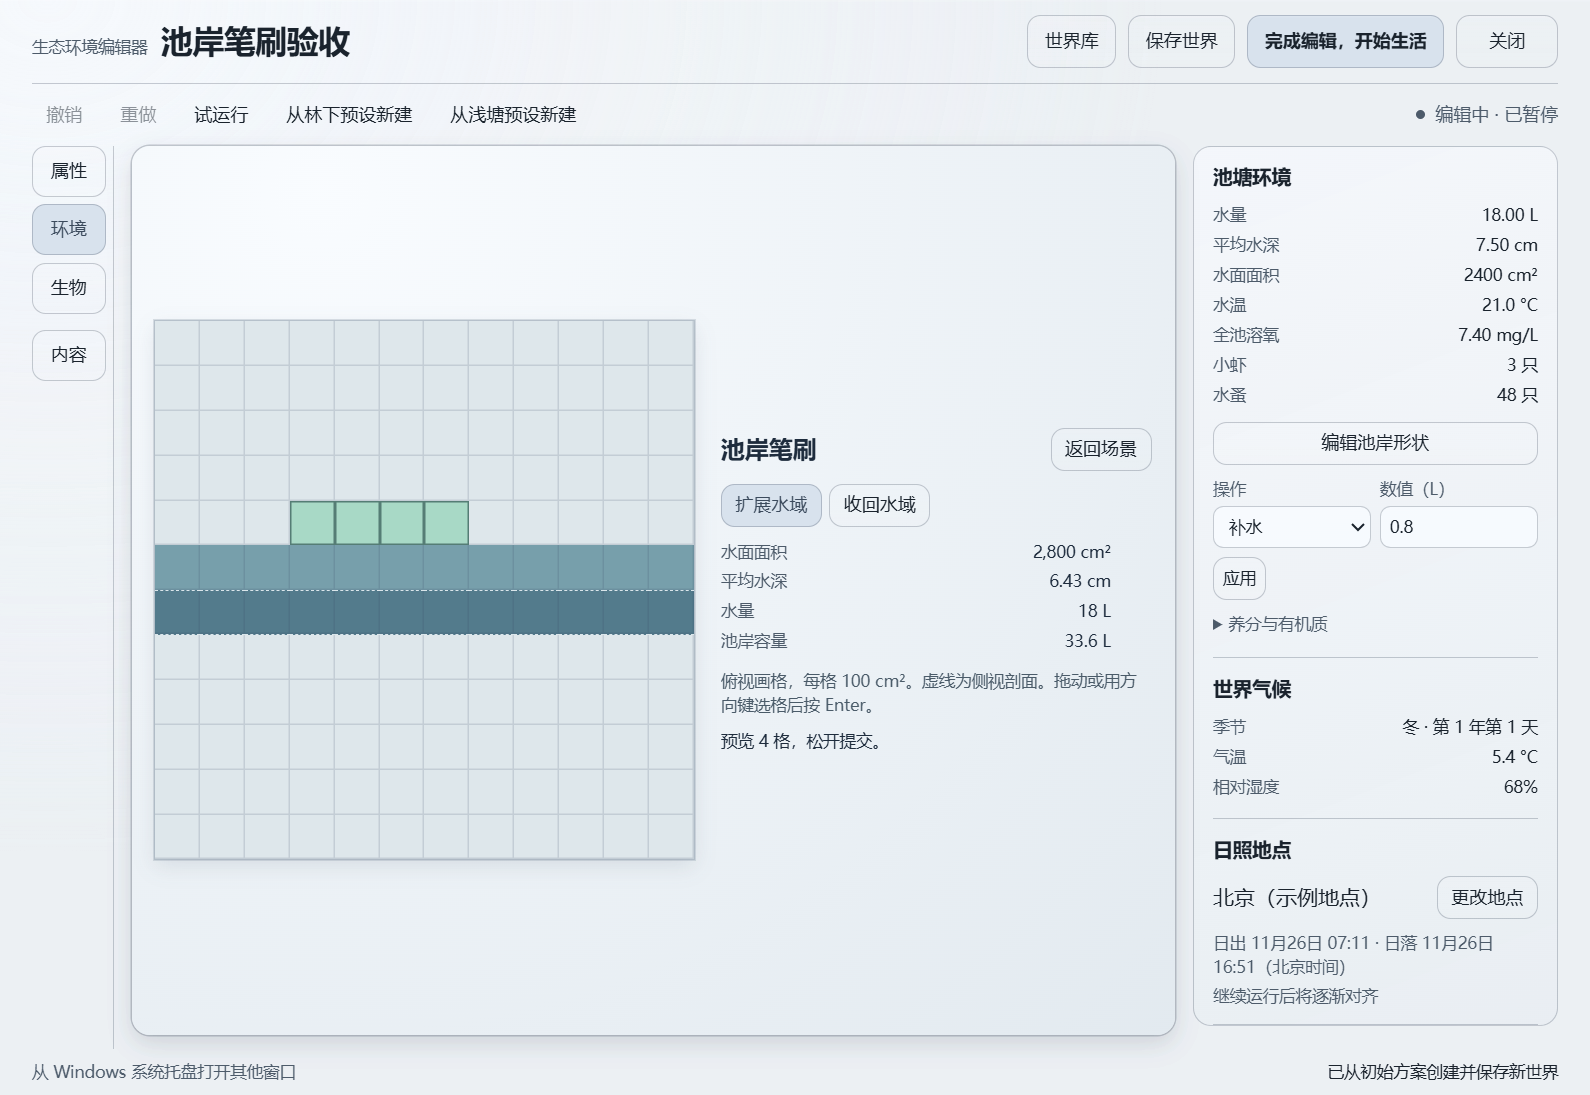 生态环境编辑器 池岸笔刷验收
世界库 保存世界 完成编辑，开始生活 关闭
撤销 重做 试运行 从林下预设新建 从浅塘预设新建
编辑中 · 已暂停
属性
环境
生物
内容
池岸笔刷
返回场景
扩展水域 收回水域
水面面积 2,800 cm²
平均水深 6.43 cm
水量 18 L
池岸容量 33.6 L
俯视画格，每格 100 cm²。虚线为侧视剖面。拖动或用方
向键选格后按 Enter。
预览 4 格，松开提交。
池塘环境
水量 18.00 L
平均水深 7.50 cm
水面面积 2400 cm²
水温 21.0 °C
全池溶氧 7.40 mg/L
小虾 3 只
水蚤 48 只
编辑池岸形状
操作 数值（L）
补水 0.8
应用
养分与有机质
世界气候
季节 冬 · 第 1 年第 1 天
气温 5.4 °C
相对湿度 68%
日照地点
北京（示例地点） 更改地点
日出 11月26日 07:11 · 日落 11月26日
16:51（北京时间）
继续运行后将逐渐对齐
从 Windows 系统托盘打开其他窗口
已从初始方案创建并保存新世界